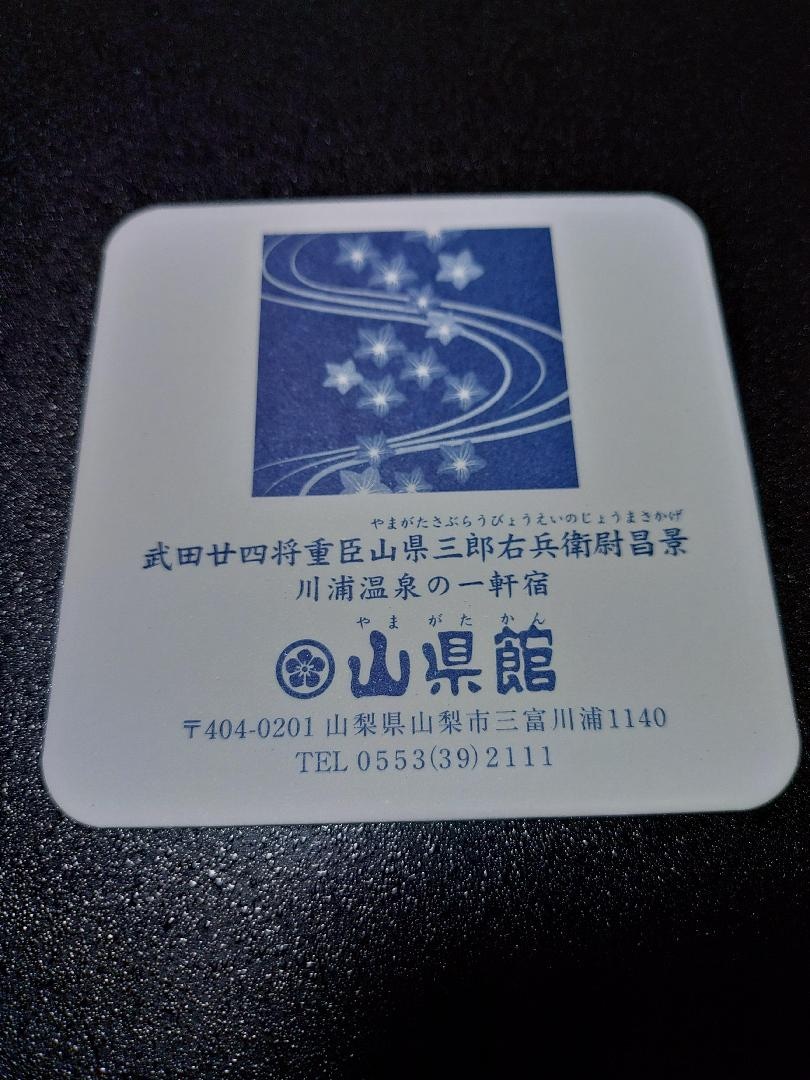 やまがたさぶらうびょうえいのじょうまさかげ
武田廿四将重臣山県三郎右兵衛尉昌景
川浦温泉の一軒宿
やまがたかん
山県館
〒404-0201 山梨県山梨市三富川浦1140
TEL 0553(39)2111